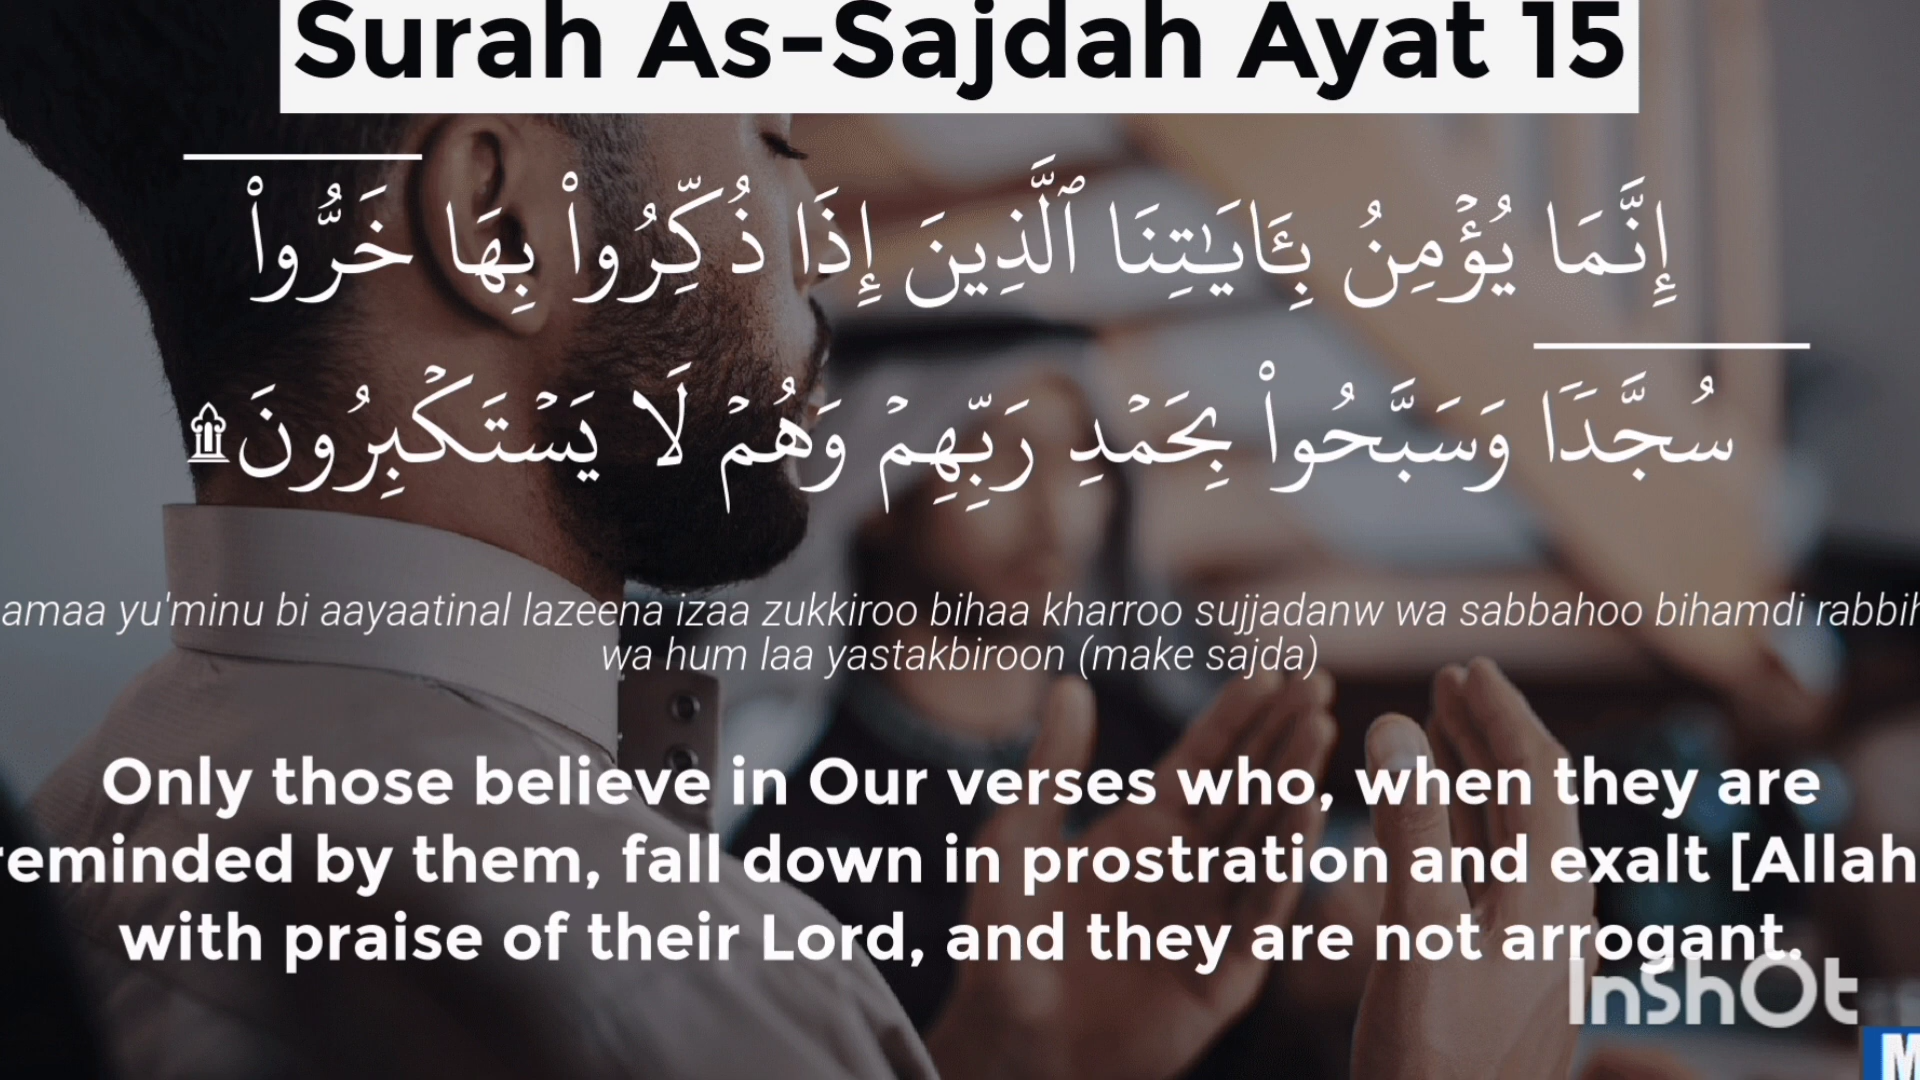 Surah As-Sajdah Ayat 15
إِنَّمَا يُؤْمِنُ بِـَٔايَـٰتِنَا ٱلَّذِينَ إِذَا ذُكِّرُوا۟ بِهَا خَرُّوا۟
سُجَّدًا وَسَبَّحُوا۟ بِحَمْدِ رَبِّهِمْ وَهُمْ لَا يَسْتَكْبِرُونَ ۩
amaa yu'minu bi aayaatinal lazeena izaa zukkiroo bihaa kharroo sujjadanw wa sabbahoo bihamdi rabbih
wa hum laa yastakbiroon (make sajda)
Only those believe in Our verses who, when they are
reminded by them, fall down in prostration and exalt [Allah
with praise of their Lord, and they are not arrogant.
InShOt
M